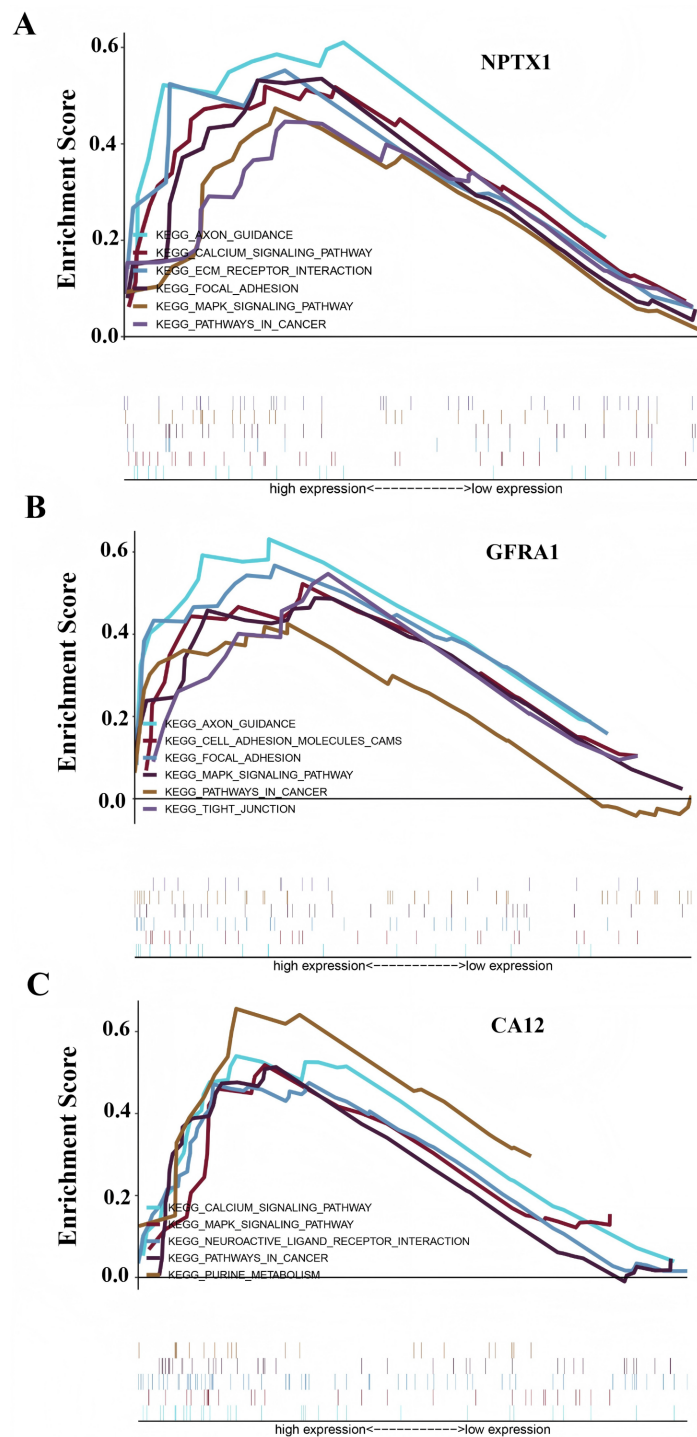 A
NPTX1
Enrichment Score
0.6
0.4
0.2
0.0
KEGG_AXON_GUIDANCE
KEGG_CALCIUM_SIGNALING_PATHWAY
KEGG_ECM_RECEPTOR_INTERACTION
KEGG_FOCAL_ADHESION
KEGG_MAPK_SIGNALING_PATHWAY
KEGG_PATHWAYS_IN_CANCER
high expression<----------->low expression
B
GFRA1
Enrichment Score
0.6
0.4
0.2
0.0
KEGG_AXON_GUIDANCE
KEGG_CELL_ADHESION_MOLECULES_CAMS
KEGG_FOCAL_ADHESION
KEGG_MAPK_SIGNALING_PATHWAY
KEGG_PATHWAYS_IN_CANCER
KEGG_TIGHT_JUNCTION
high expression<----------->low expression
C
CA12
Enrichment Score
0.6
0.4
0.2
0.0
KEGG_CALCIUM_SIGNALING_PATHWAY
KEGG_MAPK_SIGNALING_PATHWAY
KEGG_NEUROACTIVE_LIGAND_RECEPTOR_INTERACTION
KEGG_PATHWAYS_IN_CANCER
KEGG_PURINE_METABOLISM
high expression<----------->low expression